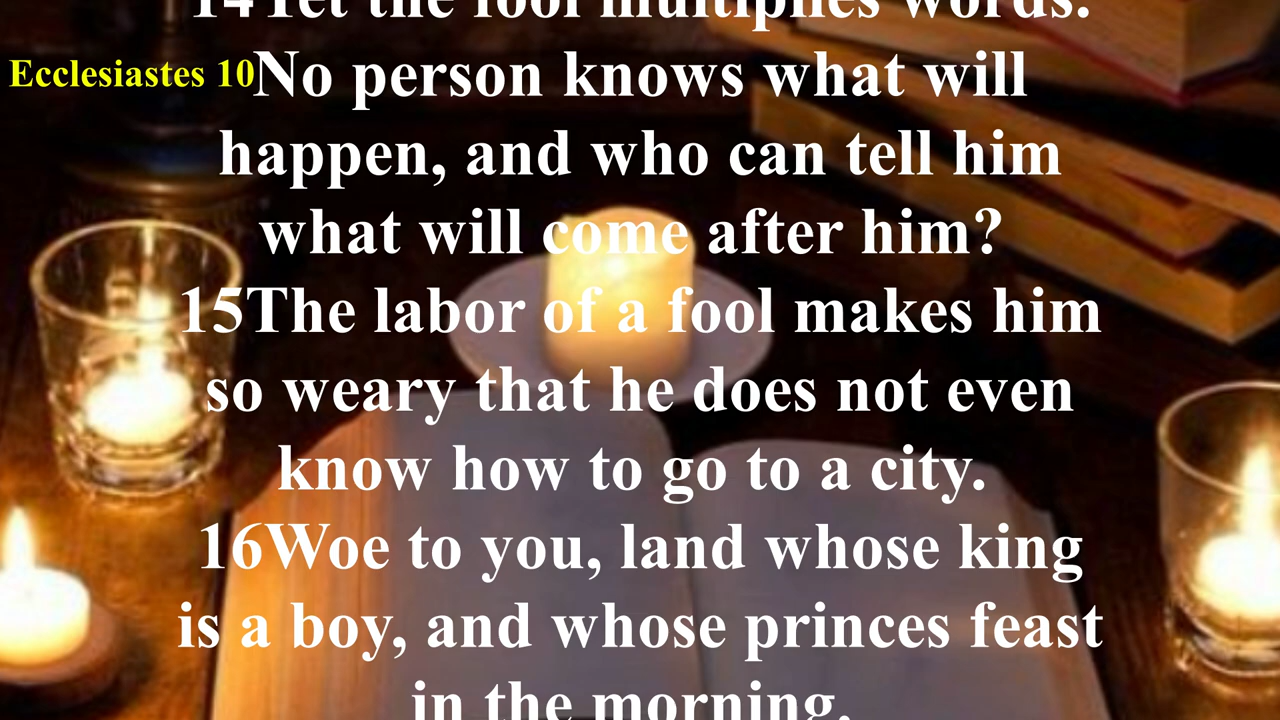 14Yet the fool multiplies words.
Ecclesiastes 10
No person knows what will
happen, and who can tell him
what will come after him?
15The labor of a fool makes him
so weary that he does not even
know how to go to a city.
16Woe to you, land whose king
is a boy, and whose princes feast
in the morning.